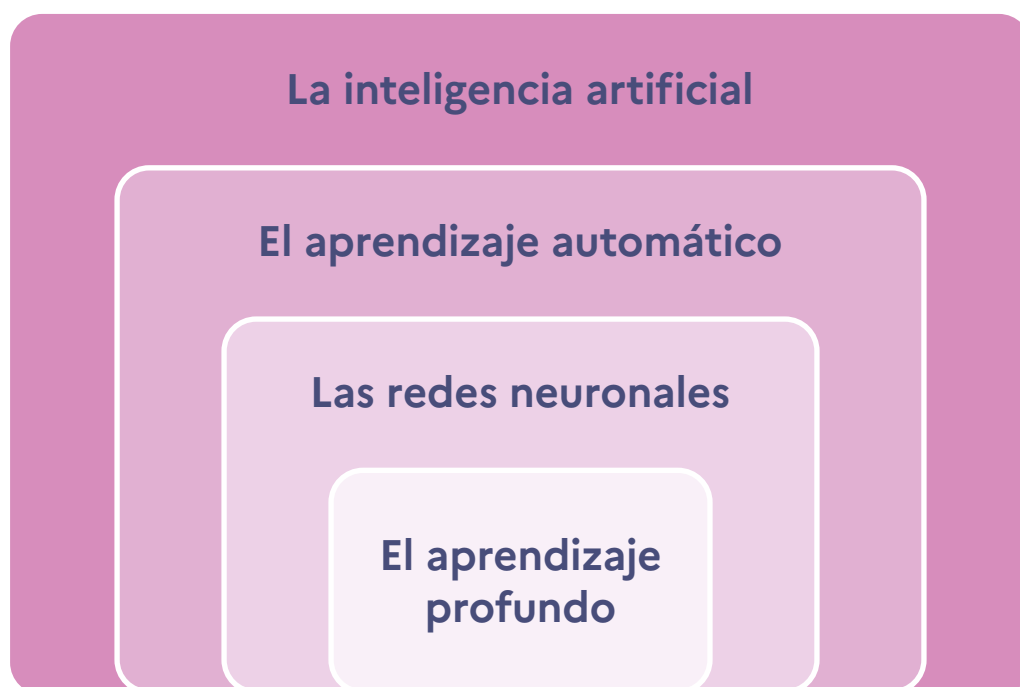 La inteligencia artificial
El aprendizaje automático
Las redes neuronales
El aprendizaje
profundo